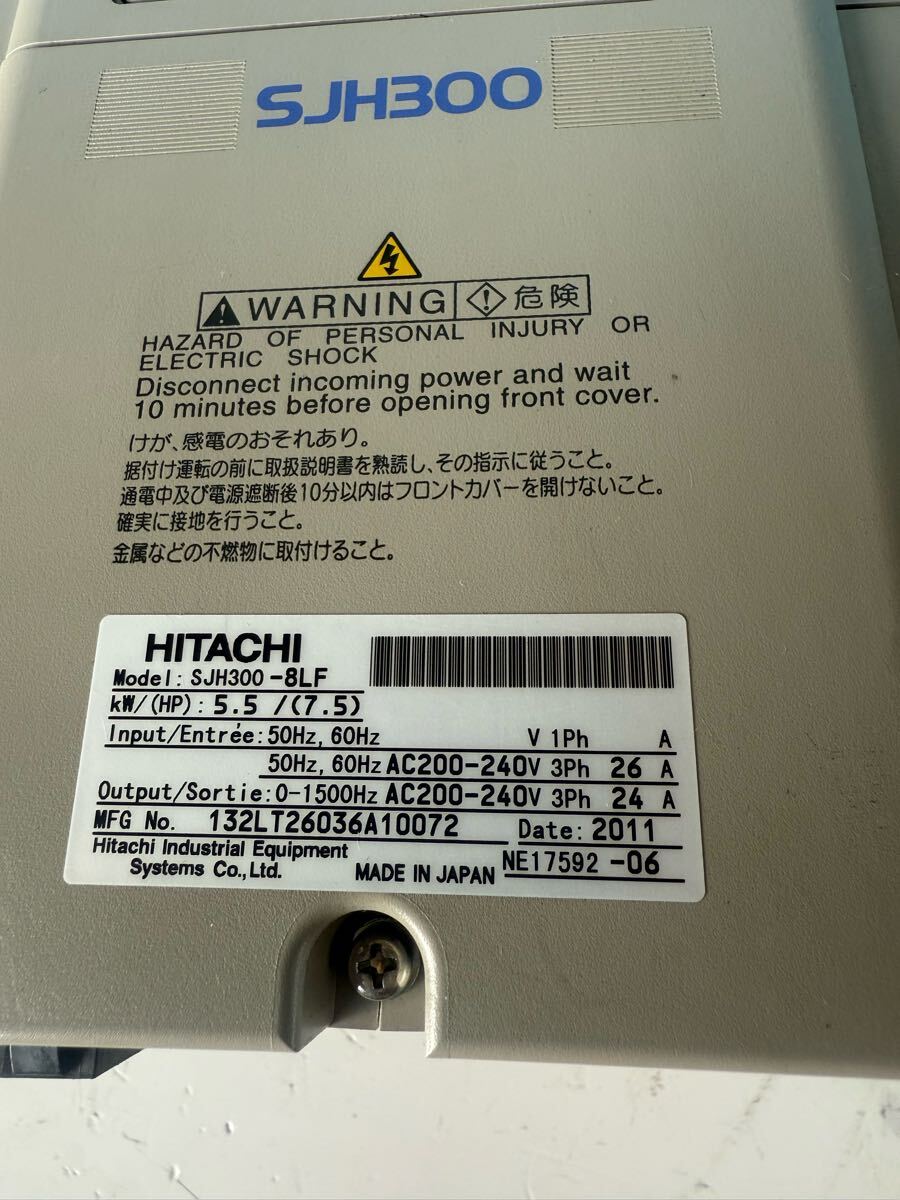 SJH300
WARNING 危険
HAZARD OF PERSONAL INJURY OR
ELECTRIC SHOCK
Disconnect incoming power and wait
10 minutes before opening front cover.
けが、感電のおそれあり。
据付け運転の前に取扱説明書を熟読し、その指示に従うこと。
通電中及び電源遮断後10分以内はフロントカバーを開けないこと。
確実に接地を行うこと。
金属などの不燃物に取付けること。
HITACHI
Model: SJH300-8LF
kW/(HP): 5.5 /(7.5)
Input/Entrée: 50Hz, 60Hz V 1Ph A
50Hz, 60Hz AC200-240V 3Ph 26 A
Output/Sortie: 0-1500Hz AC200-240V 3Ph 24 A
MFG No. 132LT26036A10072 Date: 2011
Hitachi Industrial Equipment
Systems Co., Ltd. MADE IN JAPAN NE17592 -06